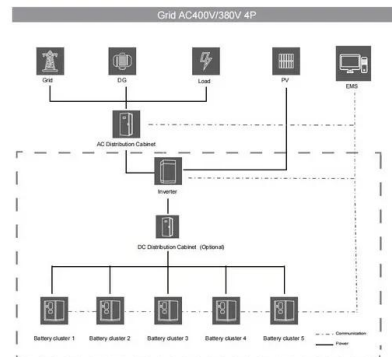 Grid AC400V/380V 4P
Grid
DG
Load
PV
EMS
AC Distribution Cabinet
Inverter
DC Distribution Cabinet (Optional)
Battery cluster 1
Battery cluster 2
Battery cluster 3
Battery cluster 4
Battery cluster 5
Communication
Power